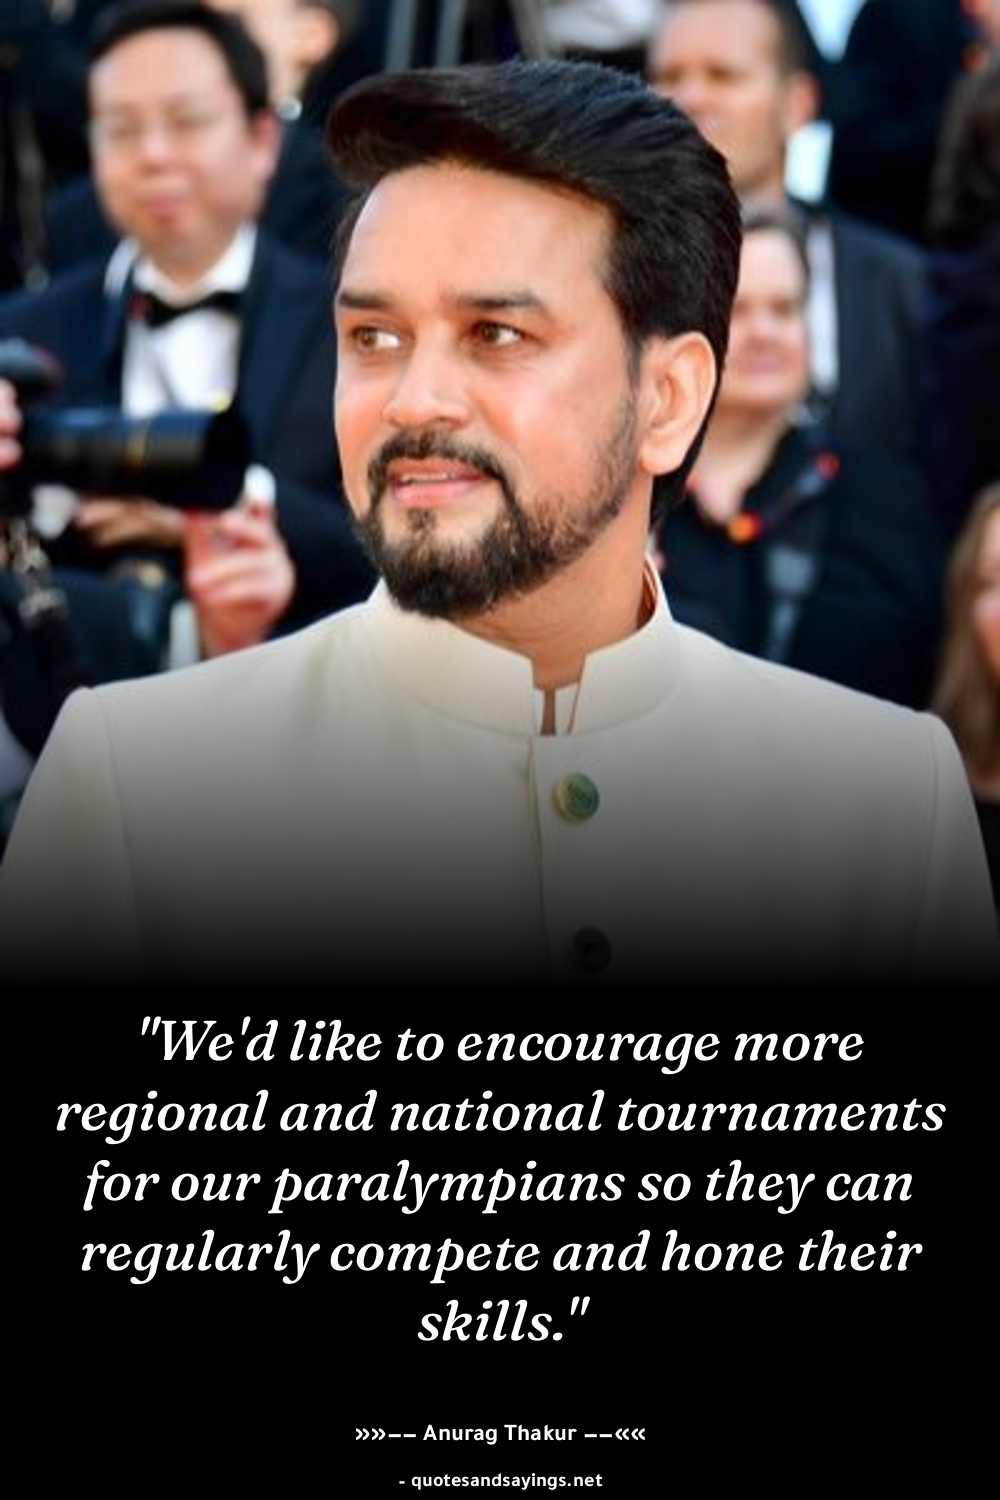 "We'd like to encourage more
regional and national tournaments
for our paralympians so they can
regularly compete and hone their
skills."
»»–– Anurag Thakur ––««
- quotesandsayings.net